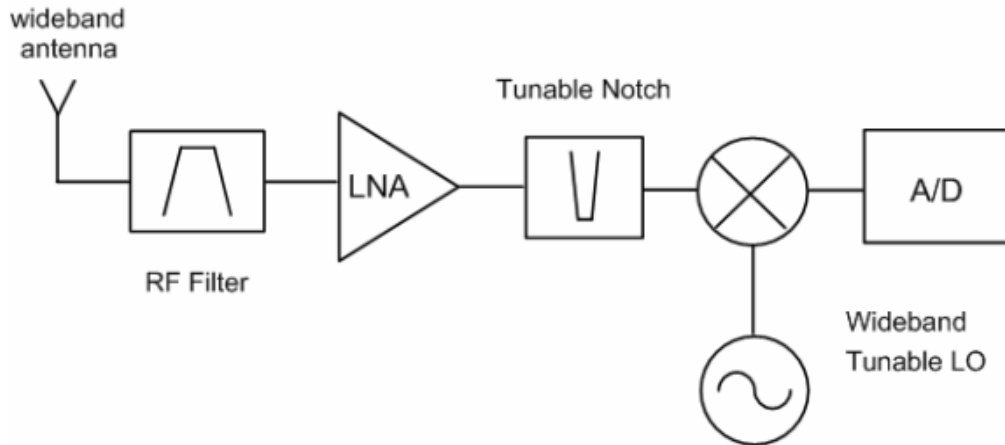 wideband
antenna
Tunable Notch
LNA
A/D
RF Filter
Wideband
Tunable LO